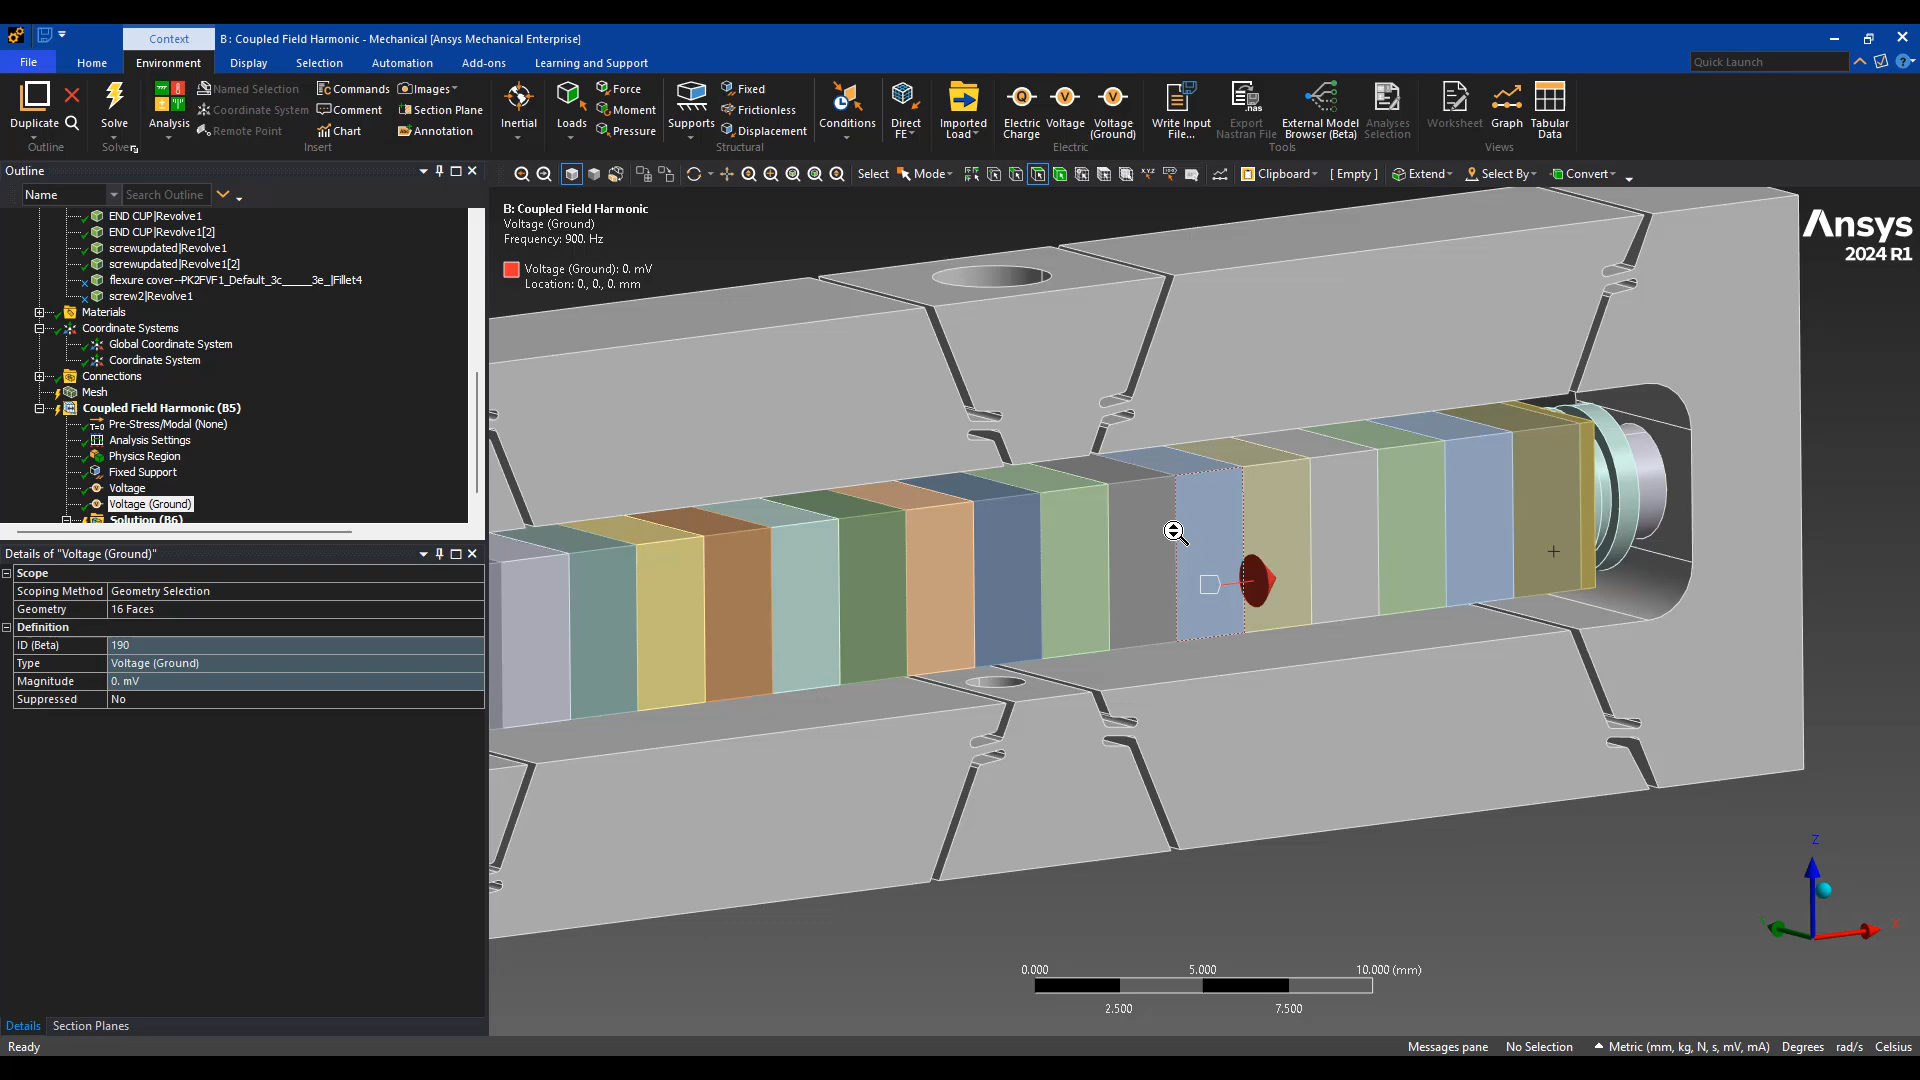 Context
B : Coupled Field Harmonic - Mechanical [Ansys Mechanical Enterprise]
File
Home
Environment
Display
Selection
Automation
Add-ons
Learning and Support
Quick Launch
Duplicate
Outline
Solve
Solve
Analysis
Named Selection
Coordinate System
Remote Point
Commands
Comment
Chart
Images
Section Plane
Annotation
Insert
Inertial
Loads
Force
Moment
Pressure
Supports
Fixed
Frictionless
Displacement
Structural
Conditions
Direct
FE
Imported
Load
Electric
Charge
Voltage
Voltage
(Ground)
Electric
Write Input
File...
Export
Nastran File
.nas
External Model
Browser (Beta)
Analyses
Selection
Tools
Worksheet
Graph
Tabular
Data
Views
Outline
Name
Search Outline
Select
Mode
Clipboard
[ Empty ]
Extend
Select By
Convert
END CUP|Revolve1
END CUP|Revolve1[2]
screwupdated|Revolve1
screwupdated|Revolve1[2]
flexure cover--PK2FVF1_Default_3c_____3e_|Fillet4
screw2|Revolve1
Materials
Coordinate Systems
Global Coordinate System
Coordinate System
Connections
Mesh
Coupled Field Harmonic (B5)
Pre-Stress/Modal (None)
Analysis Settings
Physics Region
Fixed Support
Voltage
Voltage (Ground)
Solution (B6)
B: Coupled Field Harmonic
Voltage (Ground)
Frequency: 900. Hz
Voltage (Ground): 0. mV
Location: 0., 0., 0. mm
Ansys
2024 R1
Details of "Voltage (Ground)"
Scope
Scoping Method Geometry Selection
Geometry 16 Faces
Definition
ID (Beta) 190
Type Voltage (Ground)
Magnitude 0. mV
Suppressed No
Z
X
0.000 5.000 10.000 (mm)
2.500 7.500
Details
Section Planes
Ready
Messages pane
No Selection
Metric (mm, kg, N, s, mV, mA)
Degrees
rad/s
Celsius